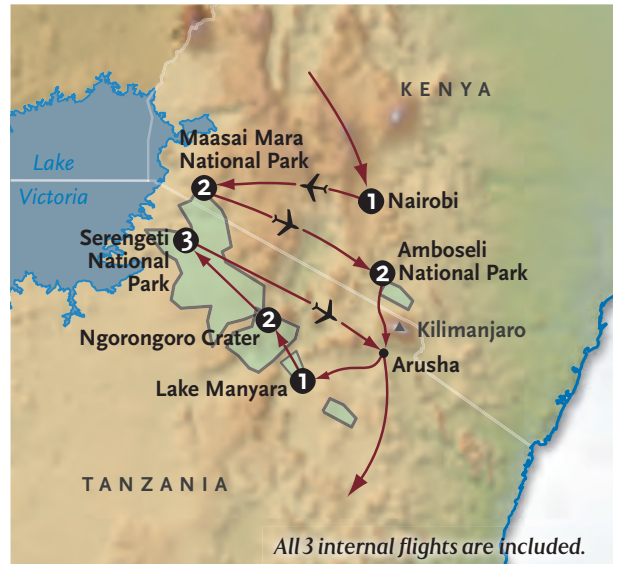 KENYA
Maasai Mara
National Park
2
Lake
Victoria
1
Nairobi
Serengeti
National
Park
3
2
Amboseli
National Park
Ngorongoro Crater
2
Kilimanjaro
Arusha
Lake Manyara
1
TANZANIA
All 3 internal flights are included.